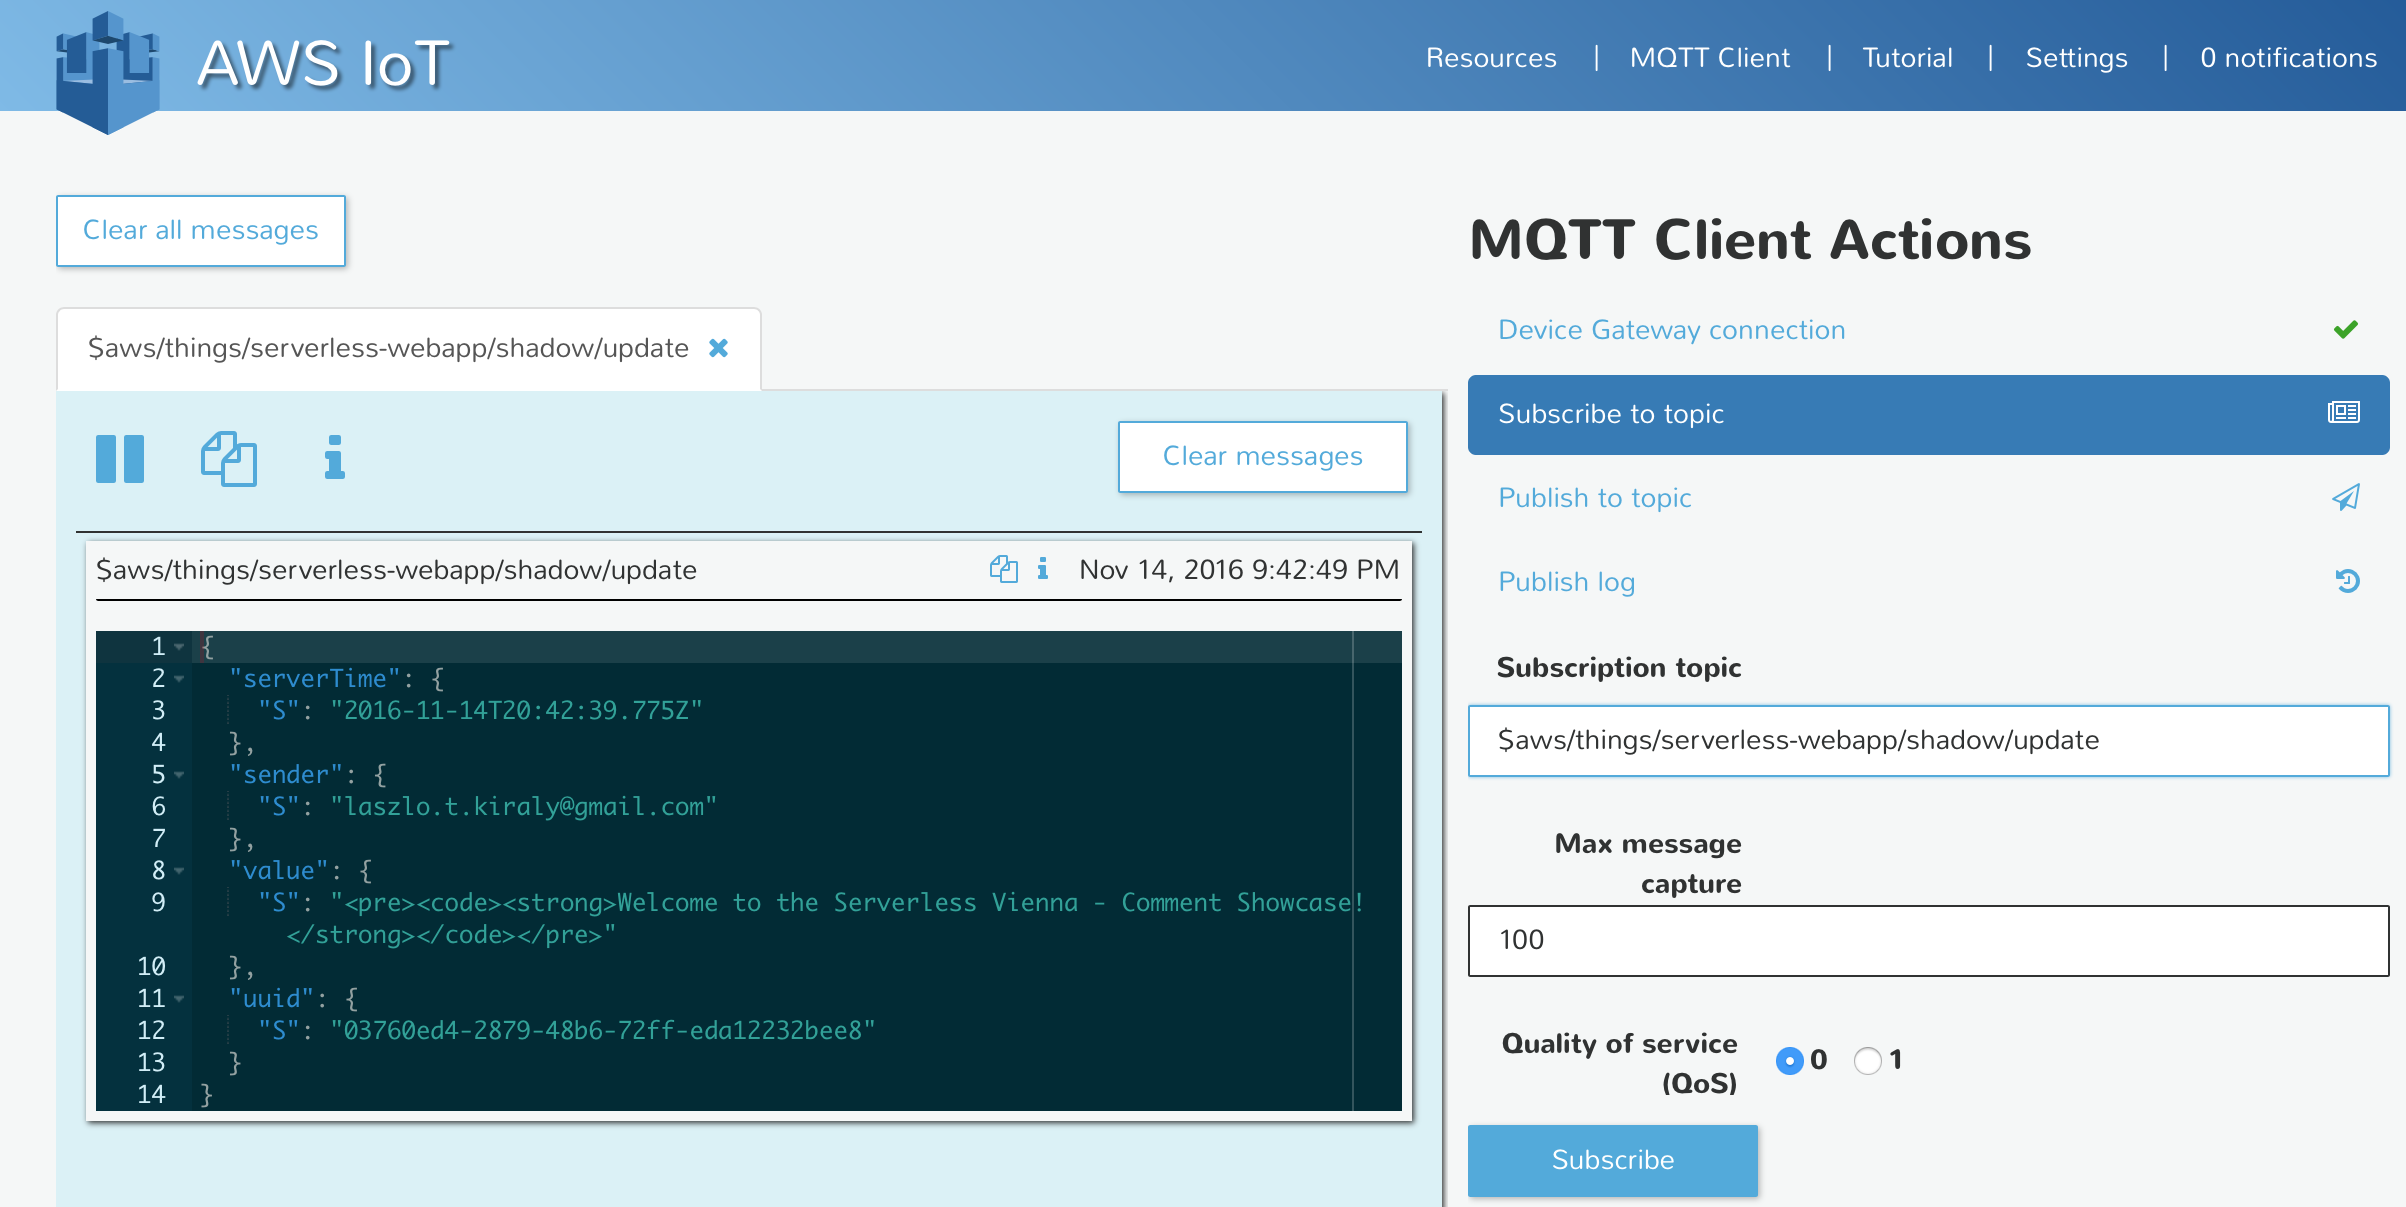 AWS IoT
Resources | MQTT Client | Tutorial | Settings | 0 notifications
Clear all messages
$aws/things/serverless-webapp/shadow/update
Clear messages
$aws/things/serverless-webapp/shadow/update Nov 14, 2016 9:42:49 PM
1 {
2 "serverTime": {
3 "S": "2016-11-14T20:42:39.775Z"
4 },
5 "sender": {
6 "S": "laszlo.t.kiraly@gmail.com"
7 },
8 "value": {
9 "S": "<pre><code><strong>Welcome to the Serverless Vienna - Comment Showcase!
</strong></code></pre>"
10 },
11 "uuid": {
12 "S": "03760ed4-2879-48b6-72ff-eda12232bee8"
13 }
14 }
MQTT Client Actions
Device Gateway connection
Subscribe to topic
Publish to topic
Publish log
Subscription topic
$aws/things/serverless-webapp/shadow/update
Max message
capture
100
Quality of service
(QoS)
0 1
Subscribe